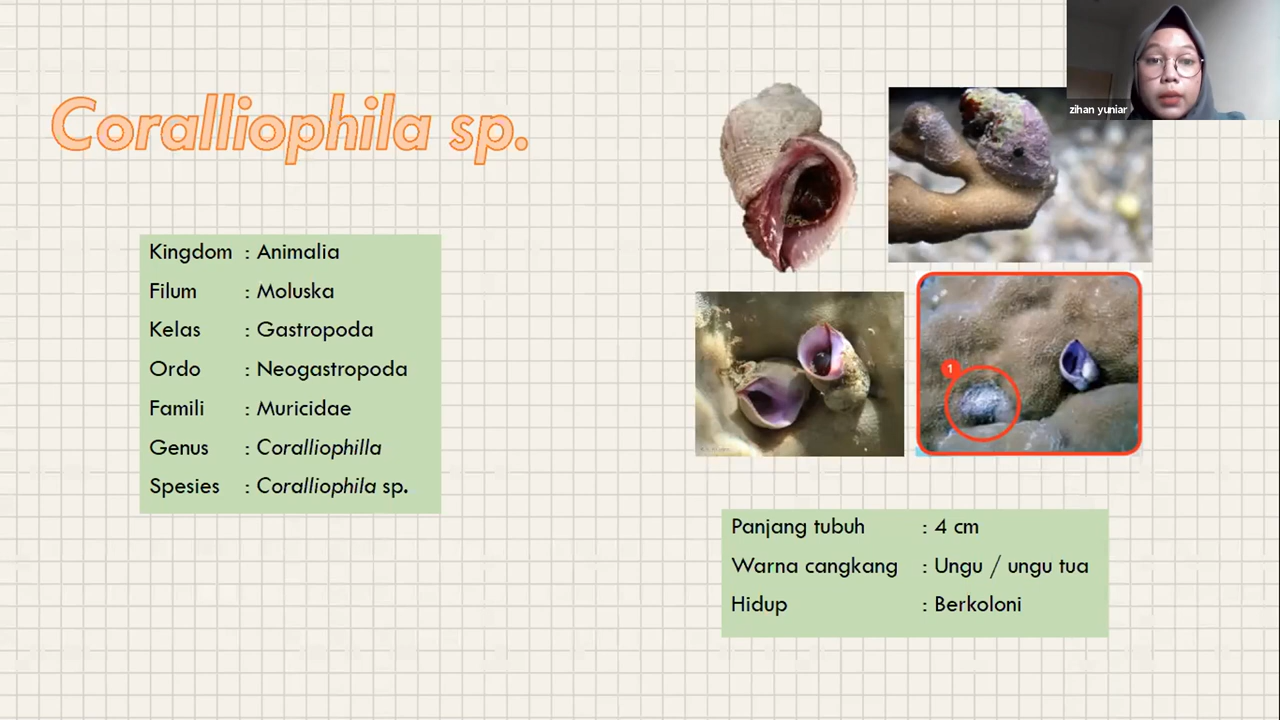 zihan yuniar
Coralliophila sp.
Kingdom : Animalia
Filum : Moluska
Kelas : Gastropoda
Ordo : Neogastropoda
Famili : Muricidae
Genus : Coralliophilla
Spesies : Coralliophila sp.
1
Panjang tubuh : 4 cm
Warna cangkang : Ungu / ungu tua
Hidup : Berkoloni